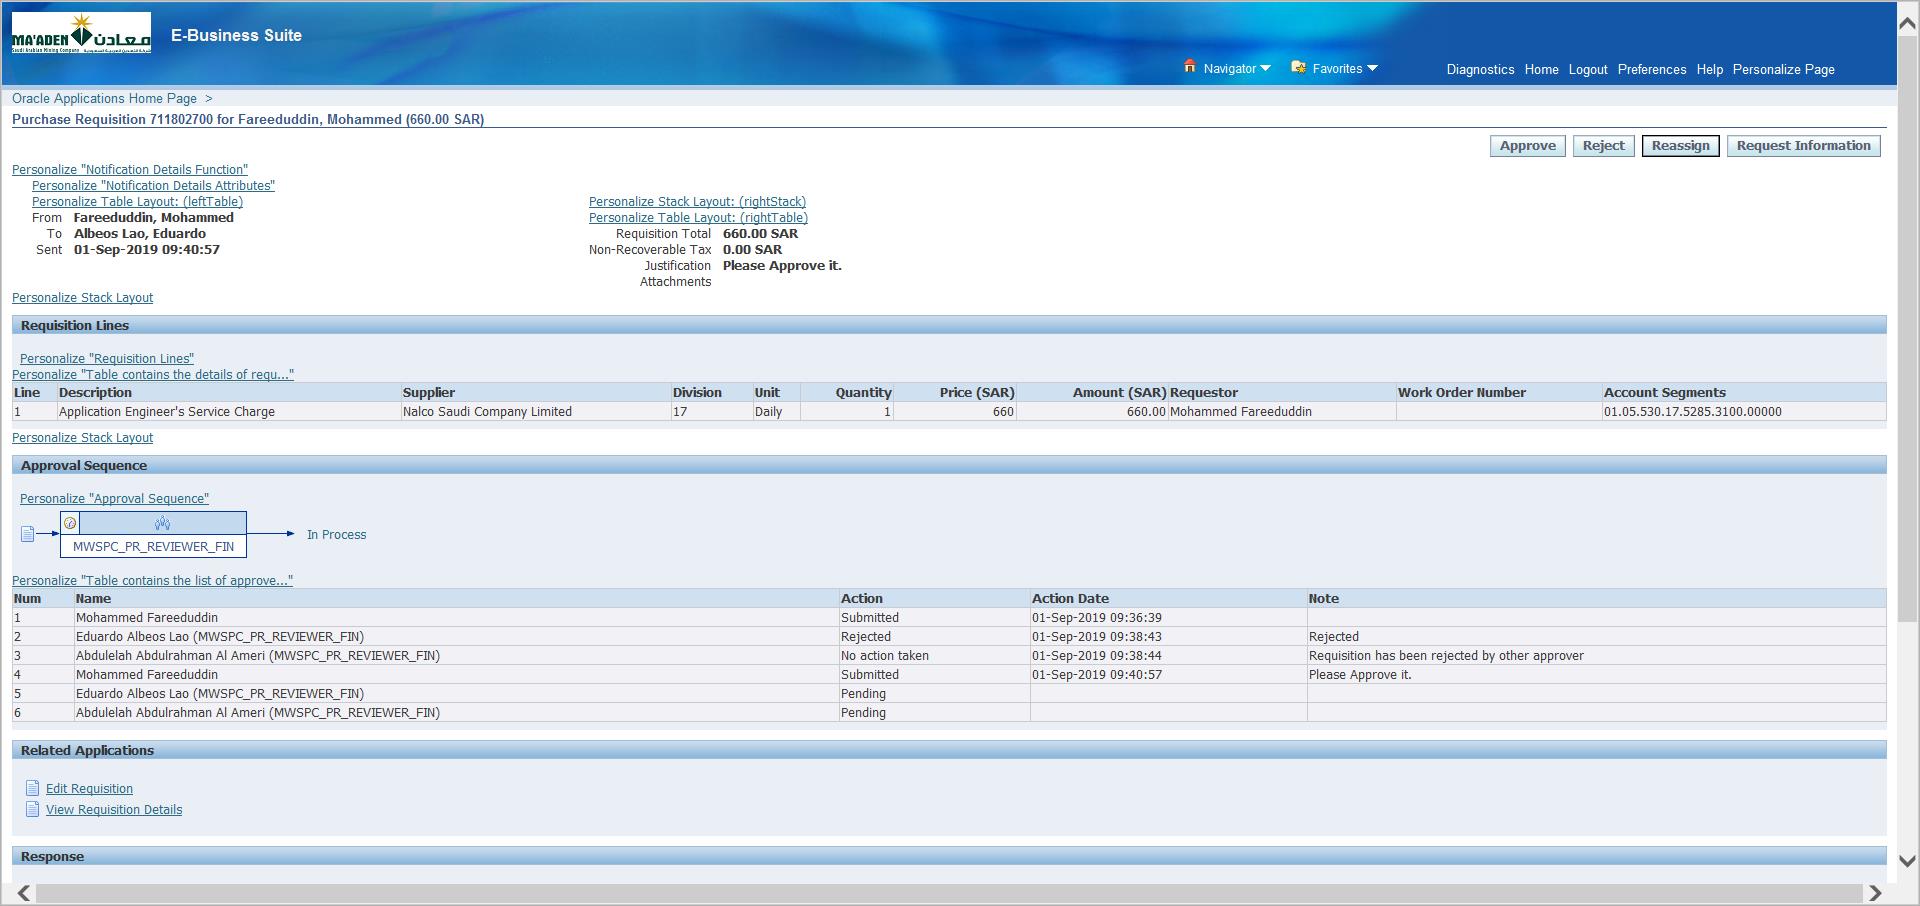 MA'ADEN معادن
Saudi Arabian Mining Company
E-Business Suite
Navigator Favorites Diagnostics Home Logout Preferences Help Personalize Page
Oracle Applications Home Page >
Purchase Requisition 711802700 for Fareeduddin, Mohammed (660.00 SAR)
Approve Reject Reassign Request Information
Personalize "Notification Details Function"
Personalize "Notification Details Attributes"
Personalize Table Layout: (leftTable)
From Fareeduddin, Mohammed
To Albeos Lao, Eduardo
Sent 01-Sep-2019 09:40:57
Personalize Stack Layout: (rightStack)
Personalize Table Layout: (rightTable)
Requisition Total 660.00 SAR
Non-Recoverable Tax 0.00 SAR
Justification Please Approve it.
Attachments
Personalize Stack Layout
Requisition Lines
Personalize "Requisition Lines"
Personalize "Table contains the details of requ..."
Line Description Supplier Division Unit Quantity Price (SAR) Amount (SAR) Requestor Work Order Number Account Segments
1 Application Engineer's Service Charge Nalco Saudi Company Limited 17 Daily 1 660 660.00 Mohammed Fareeduddin 01.05.530.17.5285.3100.00000
Personalize Stack Layout
Approval Sequence
Personalize "Approval Sequence"
MWSPC_PR_REVIEWER_FIN In Process
Personalize "Table contains the list of approve..."
Num Name Action Action Date Note
1 Mohammed Fareeduddin Submitted 01-Sep-2019 09:36:39
2 Eduardo Albeos Lao (MWSPC_PR_REVIEWER_FIN) Rejected 01-Sep-2019 09:38:43 Rejected
3 Abdulelah Abdulrahman Al Ameri (MWSPC_PR_REVIEWER_FIN) No action taken 01-Sep-2019 09:38:44 Requisition has been rejected by other approver
4 Mohammed Fareeduddin Submitted 01-Sep-2019 09:40:57 Please Approve it.
5 Eduardo Albeos Lao (MWSPC_PR_REVIEWER_FIN) Pending
6 Abdulelah Abdulrahman Al Ameri (MWSPC_PR_REVIEWER_FIN) Pending
Related Applications
Edit Requisition
View Requisition Details
Response